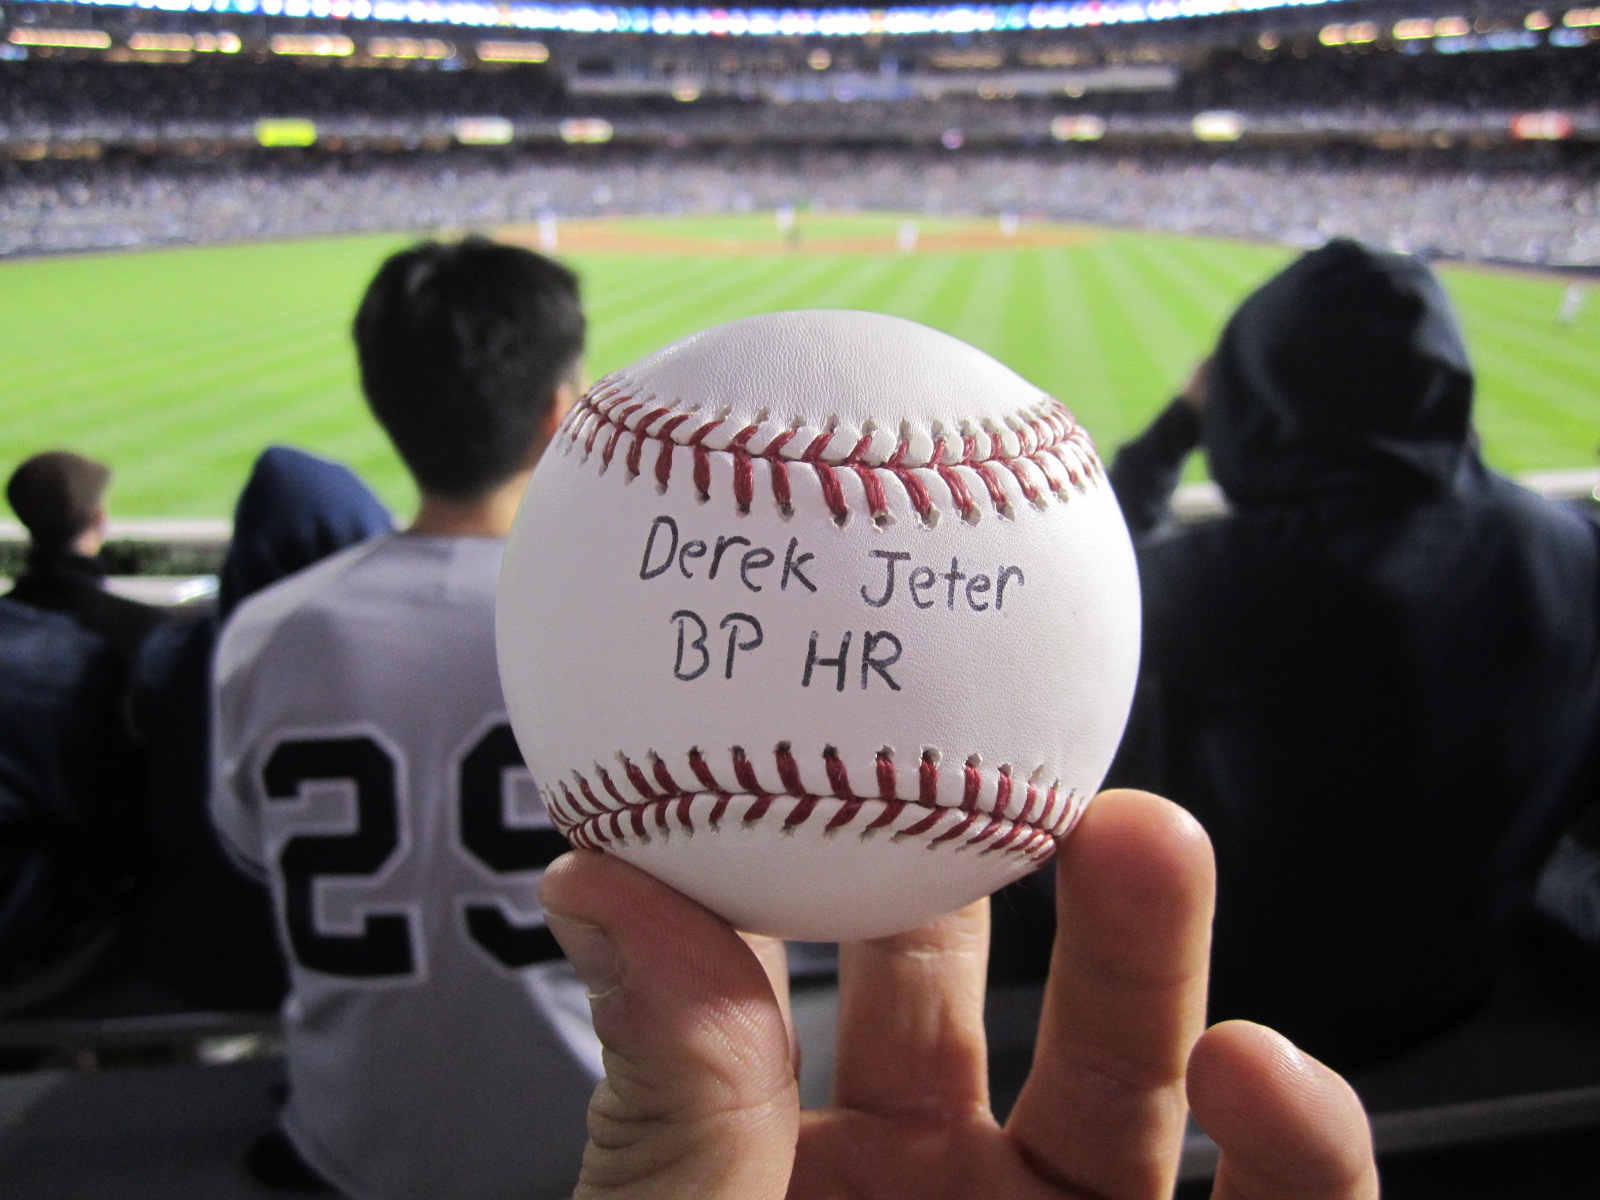 Derek Jeter
BP HR
29